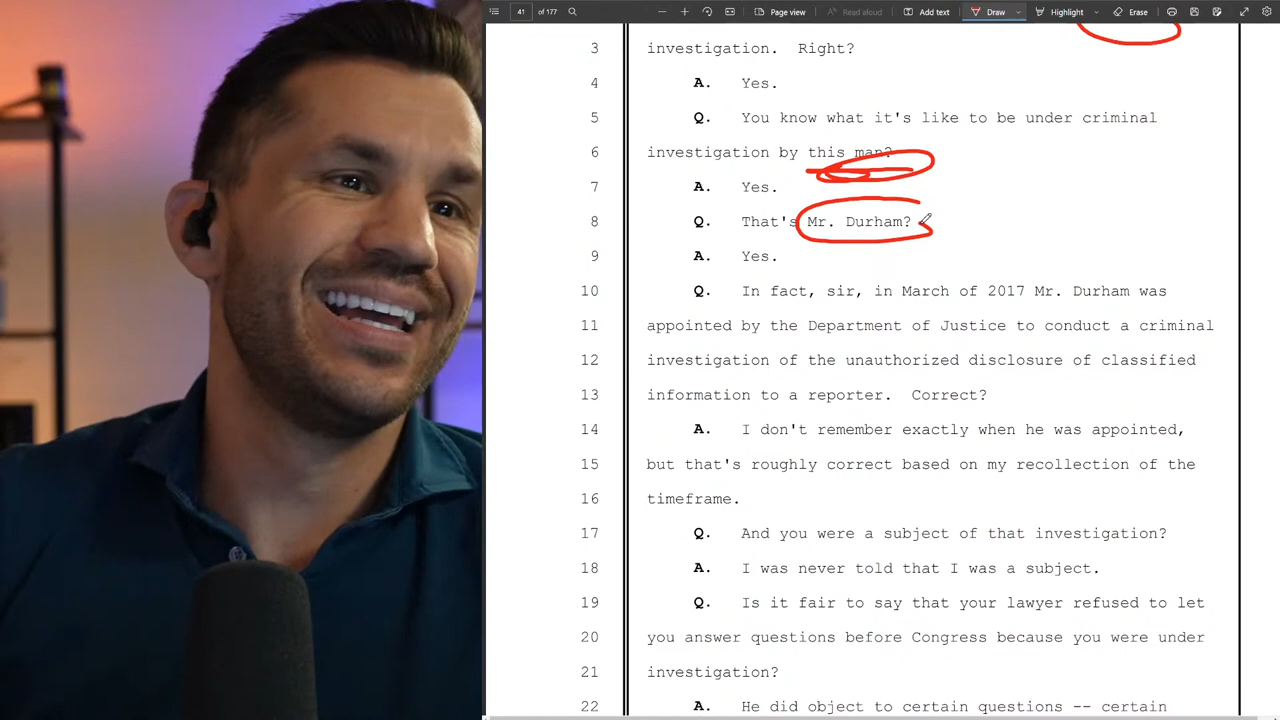 41 of 177 Page view Read aloud Add text Draw Highlight Erase
3 investigation. Right?
4 A. Yes.
5 Q. You know what it's like to be under criminal
6 investigation by this man?
7 A. Yes.
8 Q. That's Mr. Durham?
9 A. Yes.
10 Q. In fact, sir, in March of 2017 Mr. Durham was
11 appointed by the Department of Justice to conduct a criminal
12 investigation of the unauthorized disclosure of classified
13 information to a reporter. Correct?
14 A. I don't remember exactly when he was appointed,
15 but that's roughly correct based on my recollection of the
16 timeframe.
17 Q. And you were a subject of that investigation?
18 A. I was never told that I was a subject.
19 Q. Is it fair to say that your lawyer refused to let
20 you answer questions before Congress because you were under
21 investigation?
22 A. He did object to certain questions -- certain